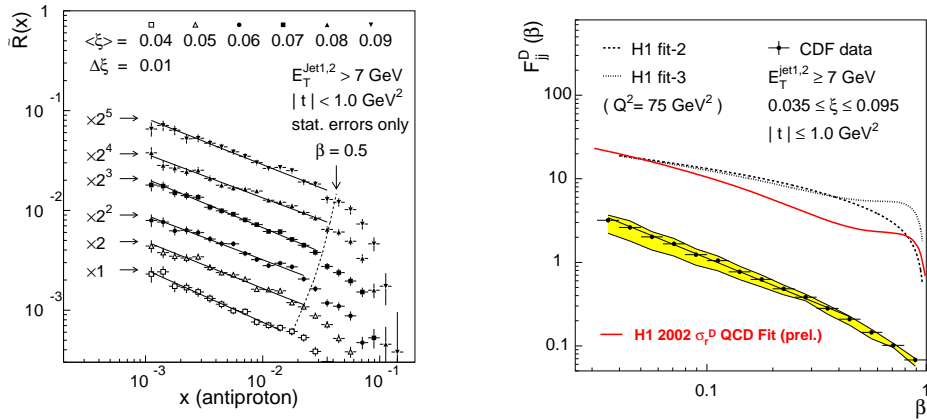 R̃(x)
1
10⁻¹
10⁻²
10⁻³
<ξ> = 0.04 0.05 0.06 0.07 0.08 0.09
Δξ = 0.01
E_T^Jet1,2 > 7 GeV
| t | < 1.0 GeV²
stat. errors only
β = 0.5
×2⁵
×2⁴
×2³
×2²
×2
×1
10⁻³ 10⁻² 10⁻¹
x (antiproton)
F_jj^D (β)
100
10
1
0.1
H1 fit-2
H1 fit-3
( Q² = 75 GeV² )
CDF data
E_T^jet1,2 ≥ 7 GeV
0.035 ≤ ξ ≤ 0.095
| t | ≤ 1.0 GeV²
H1 2002 σ_r^D QCD Fit (prel.)
0.1 1
β